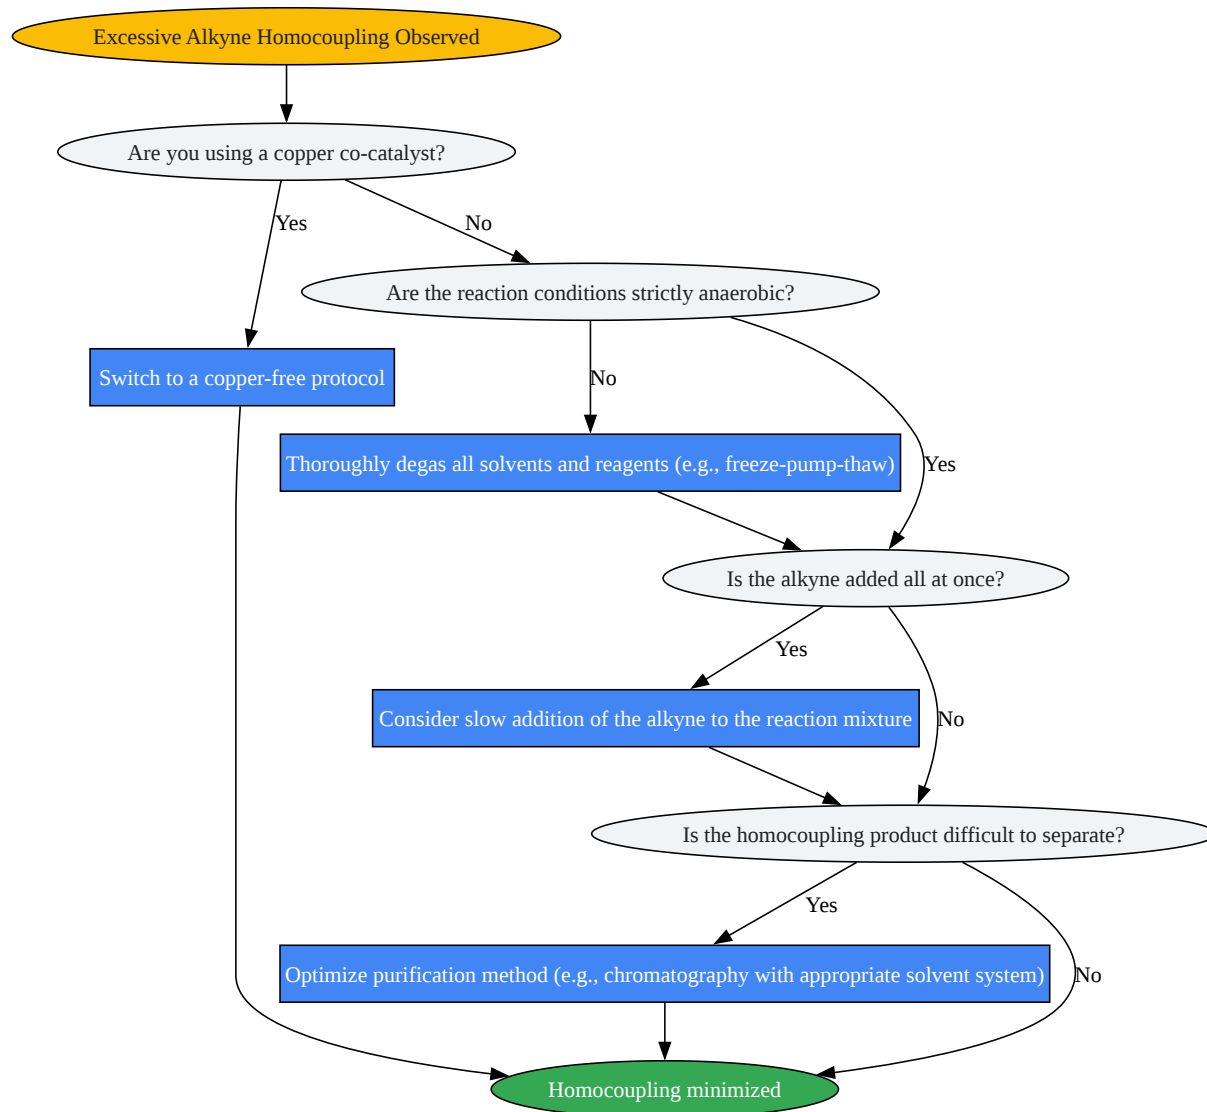 Excessive Alkyne Homocoupling Observed
Are you using a copper co-catalyst?
Yes
No
Are the reaction conditions strictly anaerobic?
Switch to a copper-free protocol
No
Thoroughly degas all solvents and reagents (e.g., freeze-pump-thaw)
Yes
Is the alkyne added all at once?
Yes
Consider slow addition of the alkyne to the reaction mixture
No
Is the homocoupling product difficult to separate?
Yes
Optimize purification method (e.g., chromatography with appropriate solvent system)
No
Homocoupling minimized